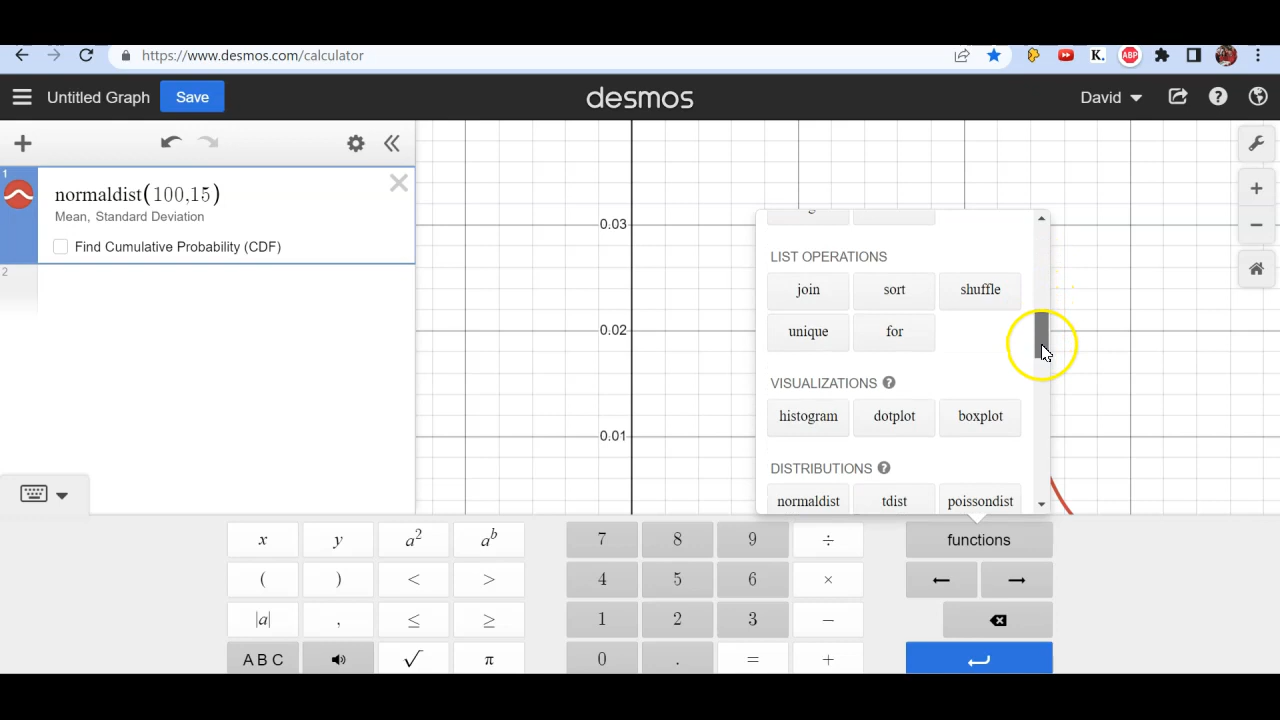 https://www.desmos.com/calculator
K.
ABP
Untitled Graph
Save
desmos
David
1
normaldist(100,15)
Mean, Standard Deviation
Find Cumulative Probability (CDF)
2
0.03
0.02
0.01
LIST OPERATIONS
join sort shuffle
unique for
VISUALIZATIONS
histogram dotplot boxplot
DISTRIBUTIONS
normaldist tdist poissondist
x y a² aᵇ 7 8 9 ÷ functions
( ) < > 4 5 6 × ← →
|a| , ≤ ≥ 1 2 3 −
A B C √ π 0 . = +